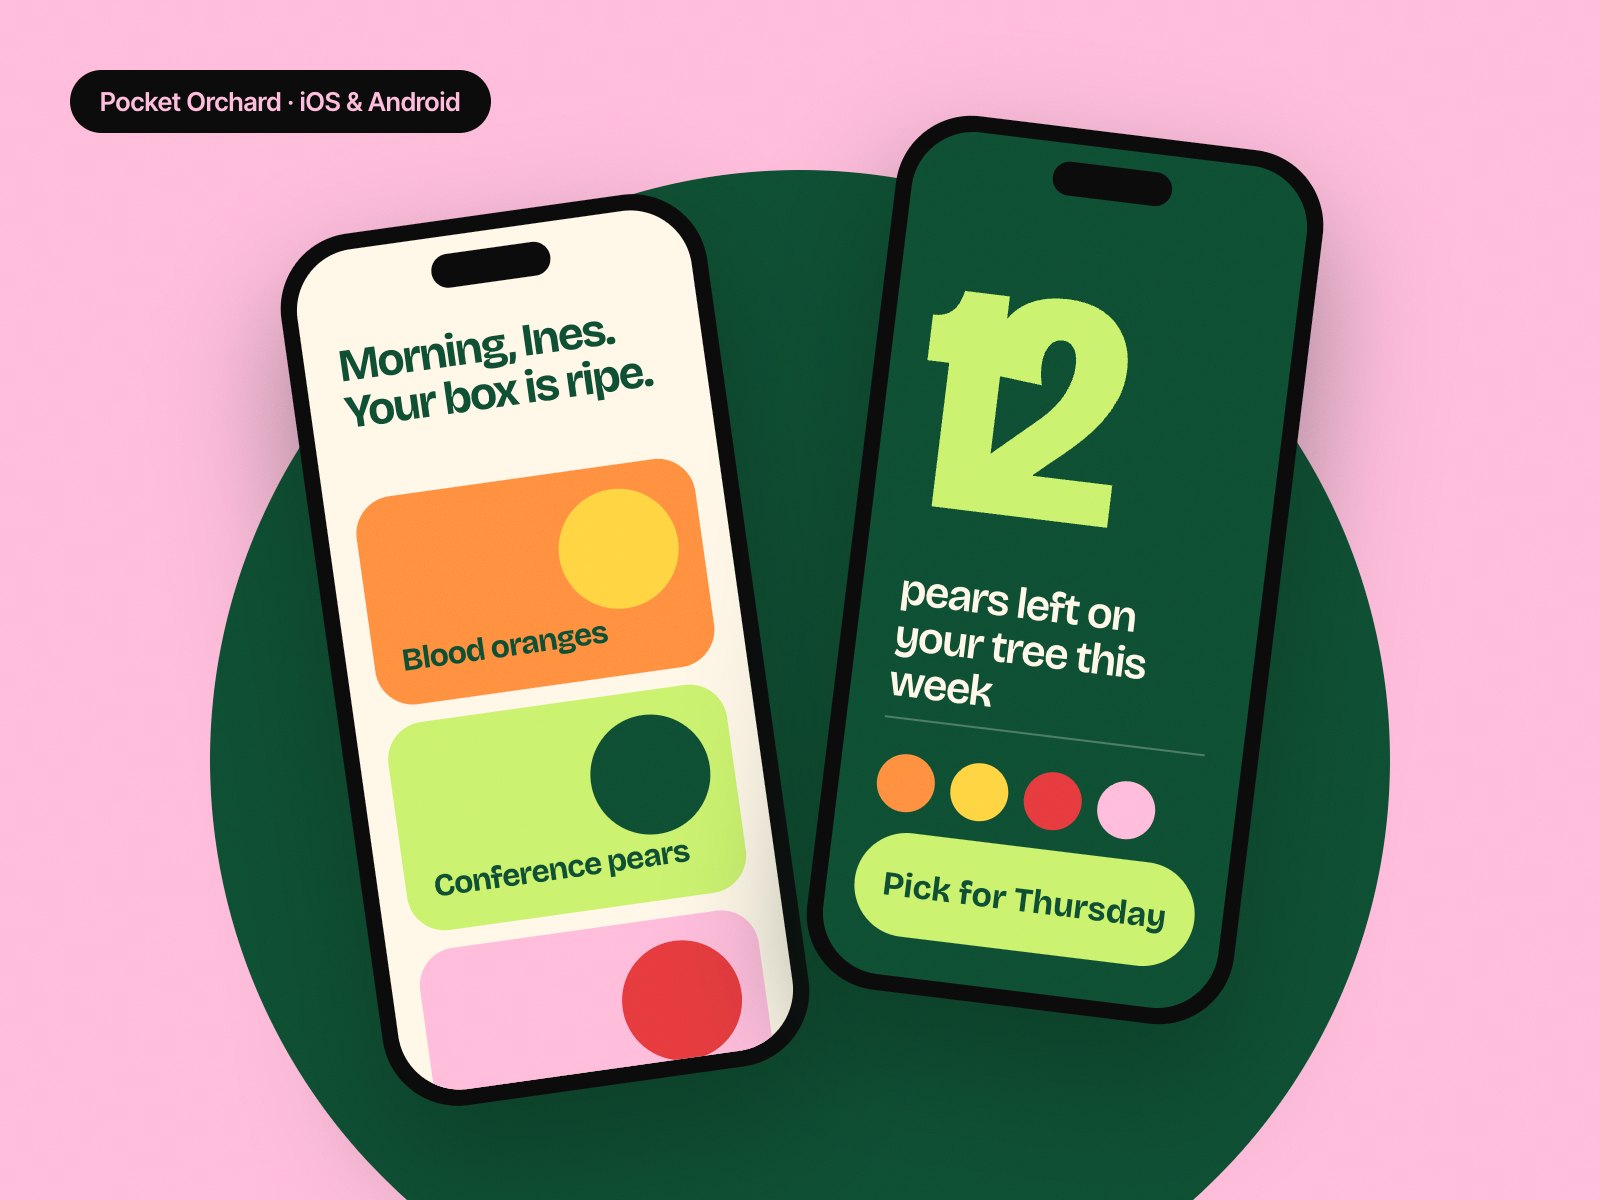 Pocket Orchard · iOS & Android
Morning, Ines.
Your box is ripe.
Blood oranges
Conference pears
12
pears left on
your tree this
week
Pick for Thursday